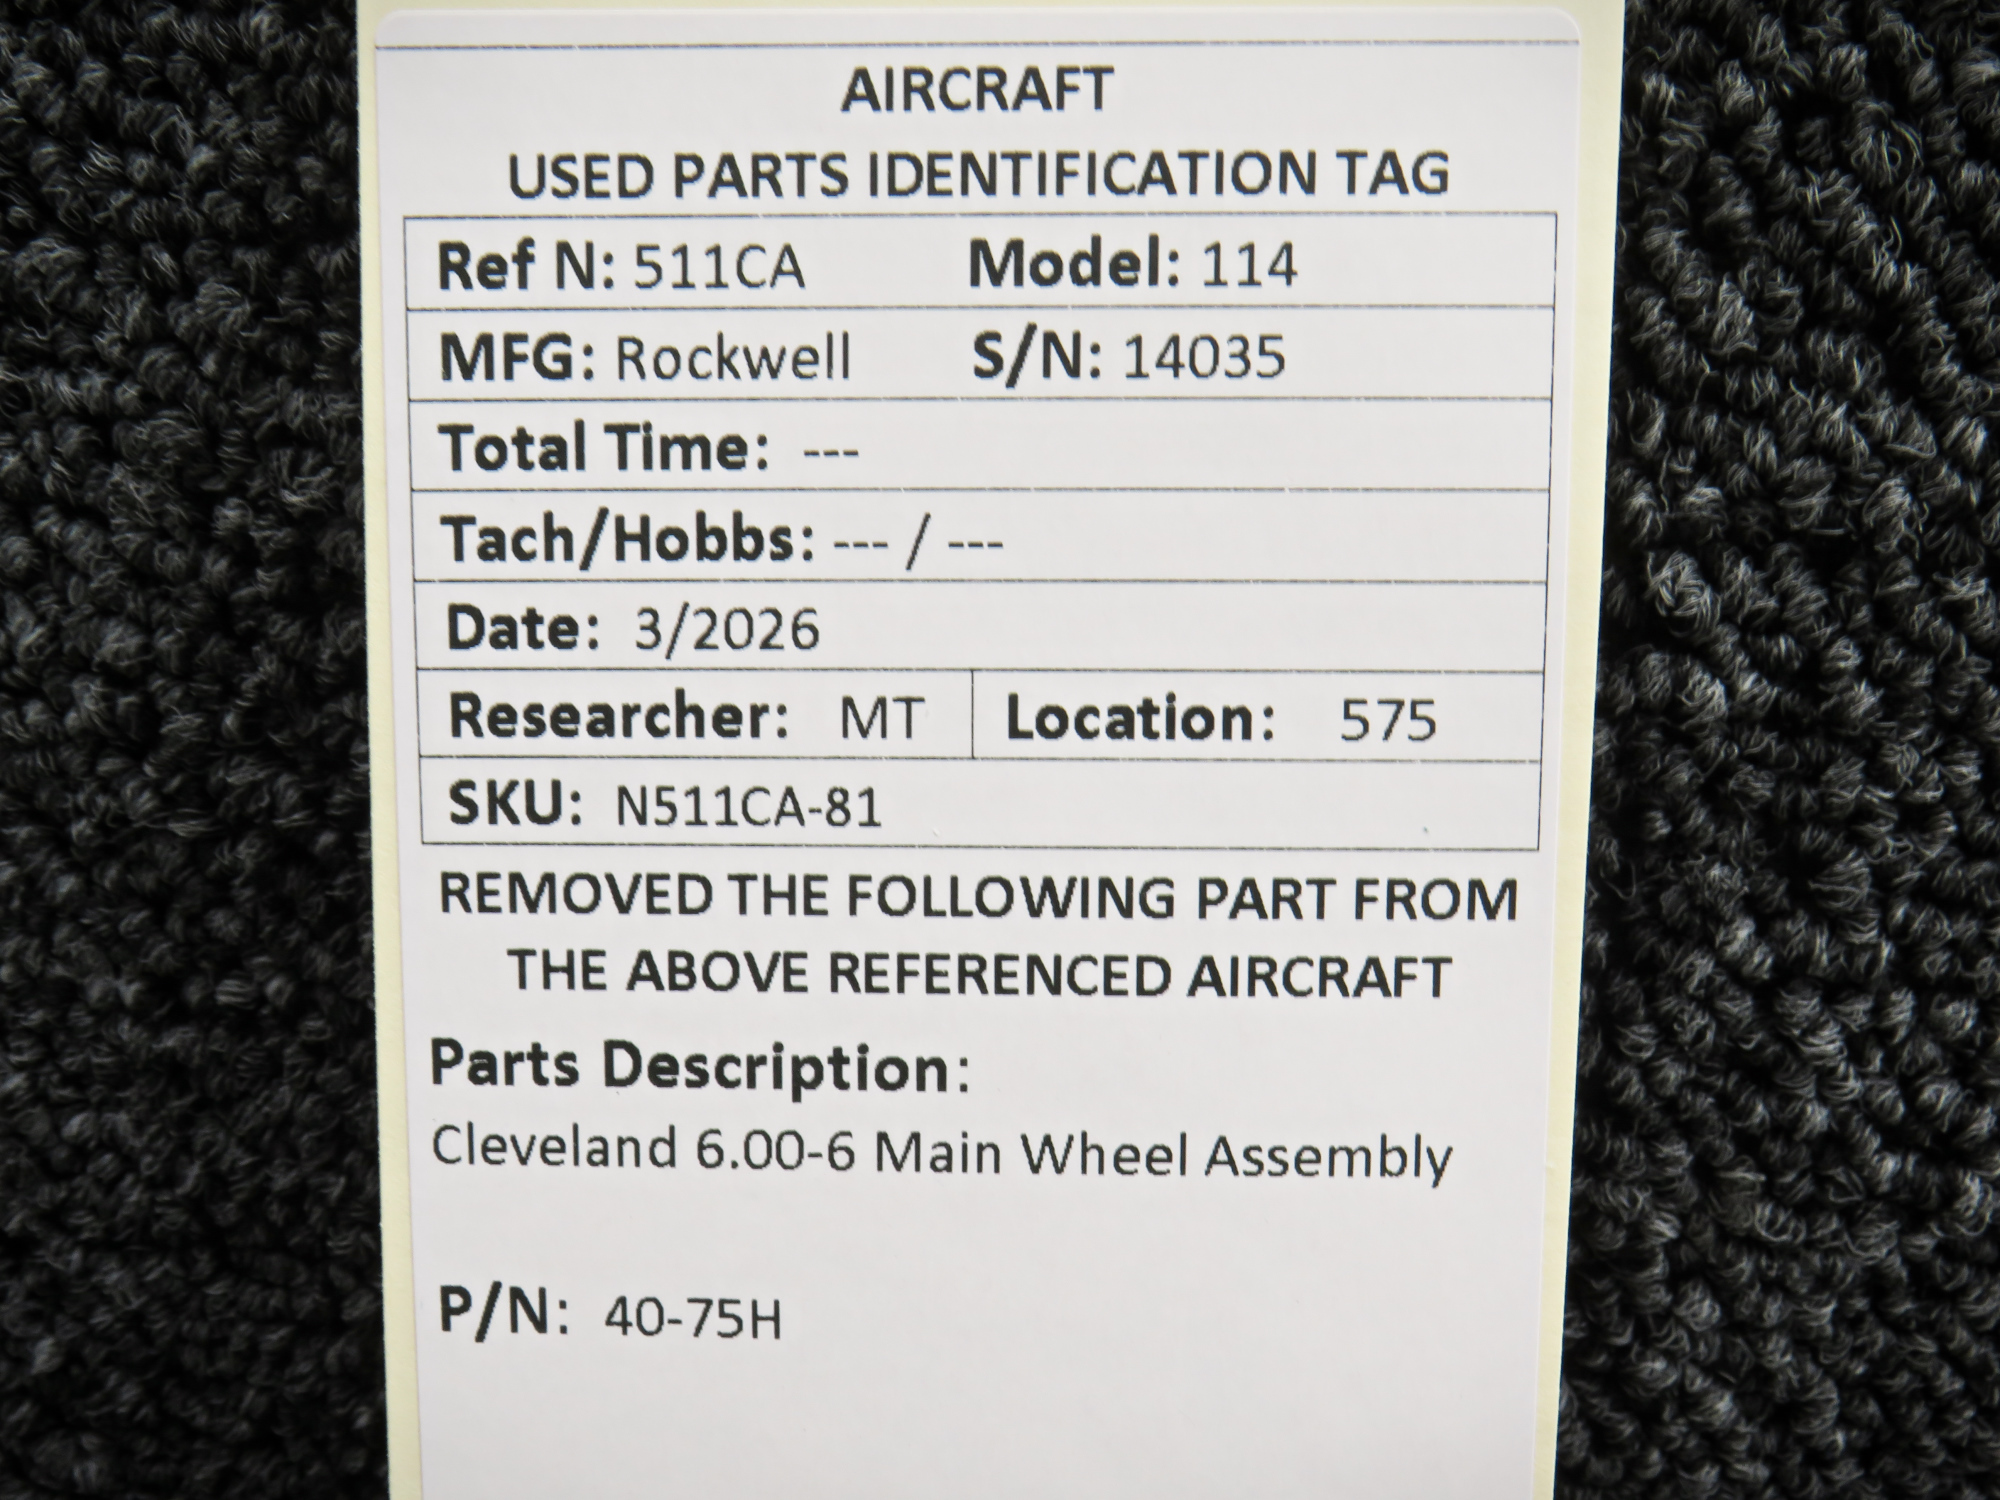 AIRCRAFT
USED PARTS IDENTIFICATION TAG
Ref N: 511CA Model: 114
MFG: Rockwell S/N: 14035
Total Time: ---
Tach/Hobbs: --- / ---
Date: 3/2026
Researcher: MT Location: 575
SKU: N511CA-81
REMOVED THE FOLLOWING PART FROM
THE ABOVE REFERENCED AIRCRAFT
Parts Description:
Cleveland 6.00-6 Main Wheel Assembly
P/N: 40-75H